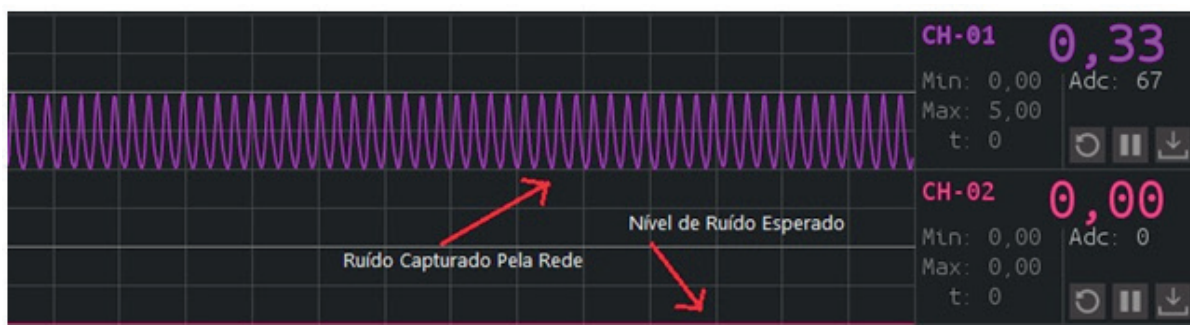 CH-01
0,33
Min: 0,00
Adc: 67
Max: 5,00
t: 0
CH-02
0,00
Nível de Ruído Esperado
Min: 0,00
Adc: 0
Ruído Capturado Pela Rede
Max: 0,00
t: 0